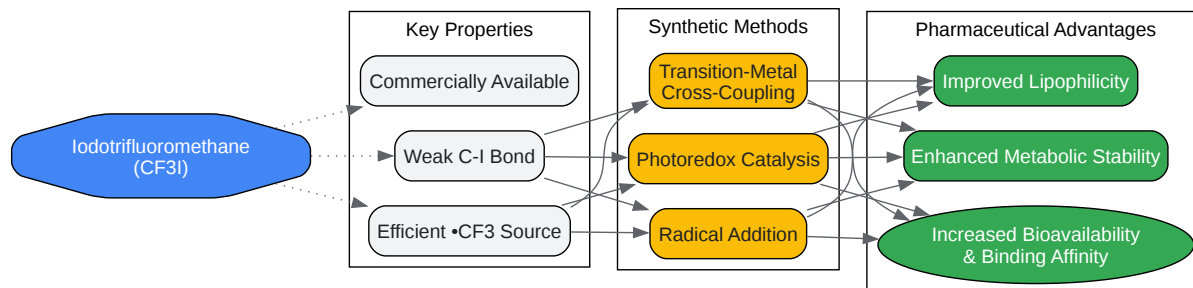 Iodotrifluoromethane
(CF3I)
Key Properties
Commercially Available
Weak C-I Bond
Efficient •CF3 Source
Synthetic Methods
Transition-Metal
Cross-Coupling
Photoredox Catalysis
Radical Addition
Pharmaceutical Advantages
Improved Lipophilicity
Enhanced Metabolic Stability
Increased Bioavailability
& Binding Affinity